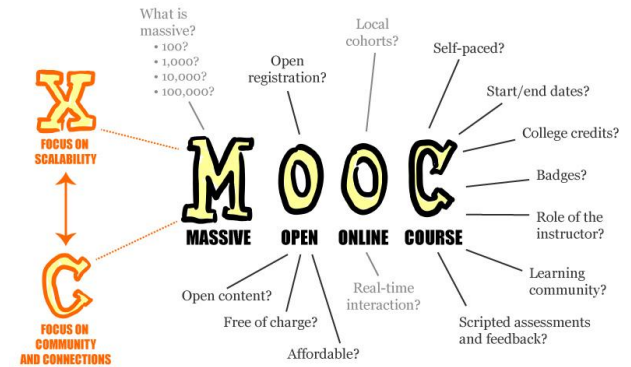 What is
massive?
• 100?
• 1,000?
• 10,000?
• 100,000?
Open
registration?
Local
cohorts?
Self-paced?
Start/end dates?
College credits?
Badges?
Role of the
instructor?
Learning
community?
Scripted assessments
and feedback?
X
FOCUS ON
SCALABILITY
C
FOCUS ON
COMMUNITY
AND CONNECTIONS
MOOC
MASSIVE OPEN ONLINE COURSE
Open content?
Free of charge?
Affordable?
Real-time
interaction?